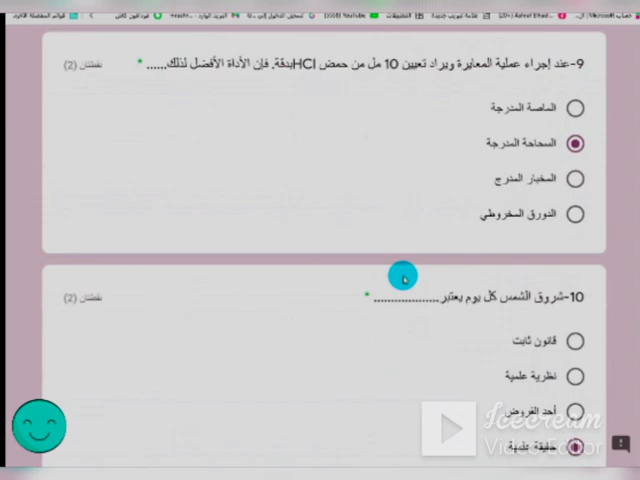 9-عند إجراء عملية المعايرة ويراد تعيين 10 مل من حمض HClبدقة. فإن الأداة الأفضل لذلك...... *
(2 نقطتان)
الماصة المدرجة
السحاحة المدرجة
المخبار المدرج
الدورق المخروطي
10-شروق الشمس كل يوم يعتبر.................... *
(2 نقطتان)
قانون ثابت
نظرية علمية
أحد الفروض
حقيقة علمية
Icecream
Video Editor